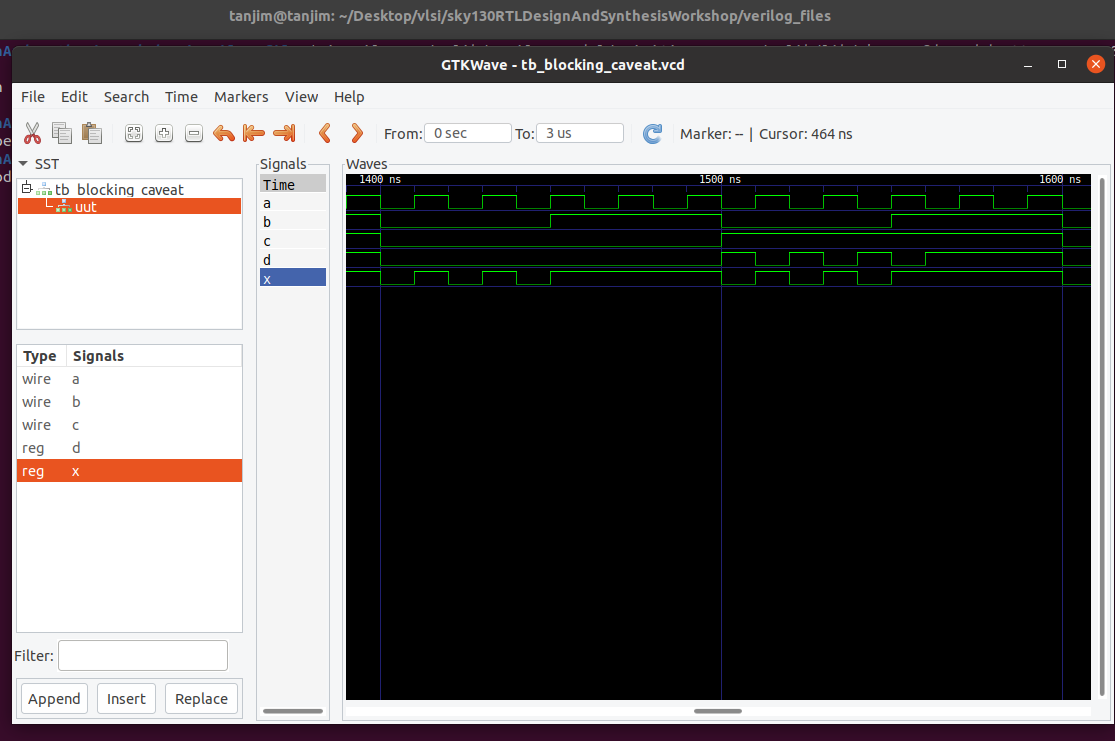 tanjim@tanjim: ~/Desktop/vlsi/sky130RTLDesignAndSynthesisWorkshop/verilog_files
GTKWave - tb_blocking_caveat.vcd
File Edit Search Time Markers View Help
From: 0 sec To: 3 us Marker: -- | Cursor: 464 ns
SST
tb_blocking_caveat
uut
Type Signals
wire a
wire b
wire c
reg d
reg x
Filter:
Append Insert Replace
Signals
Time
a
b
c
d
x
Waves
1400 ns 1500 ns 1600 ns